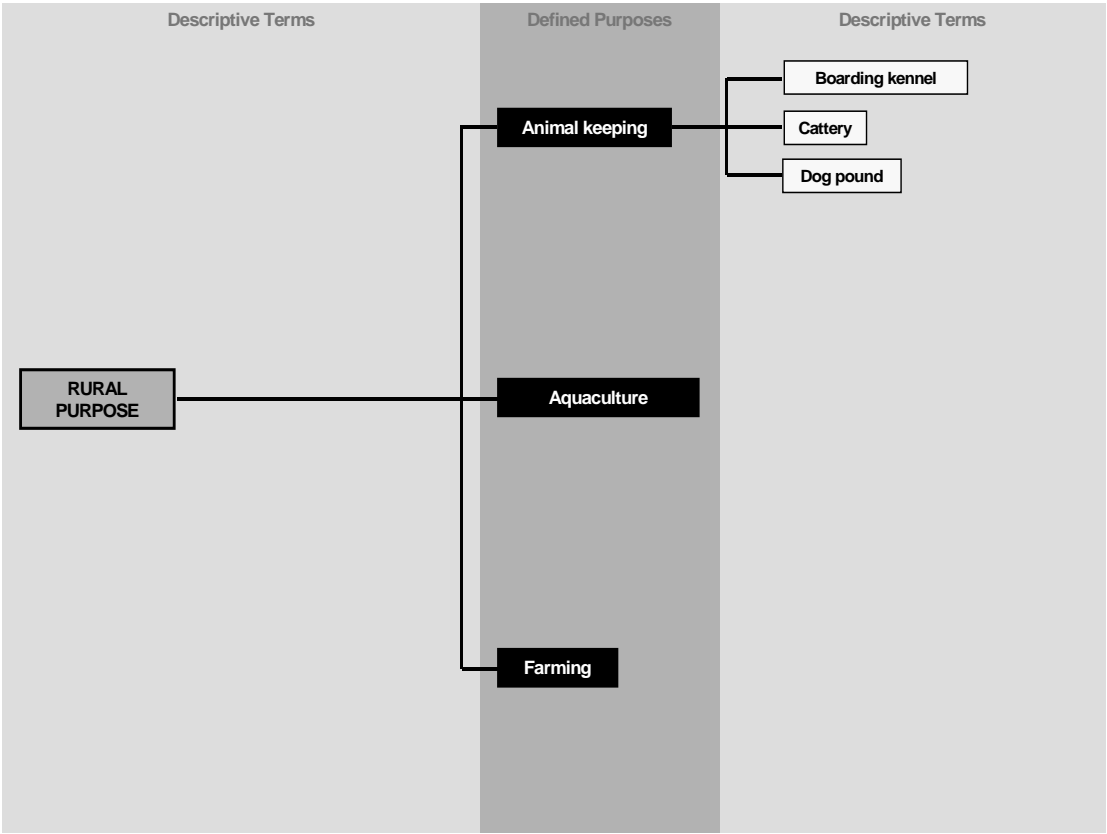 Descriptive Terms
Defined Purposes
Descriptive Terms
Boarding kennel
Animal keeping
Cattery
Dog pound
RURAL
PURPOSE
Aquaculture
Farming